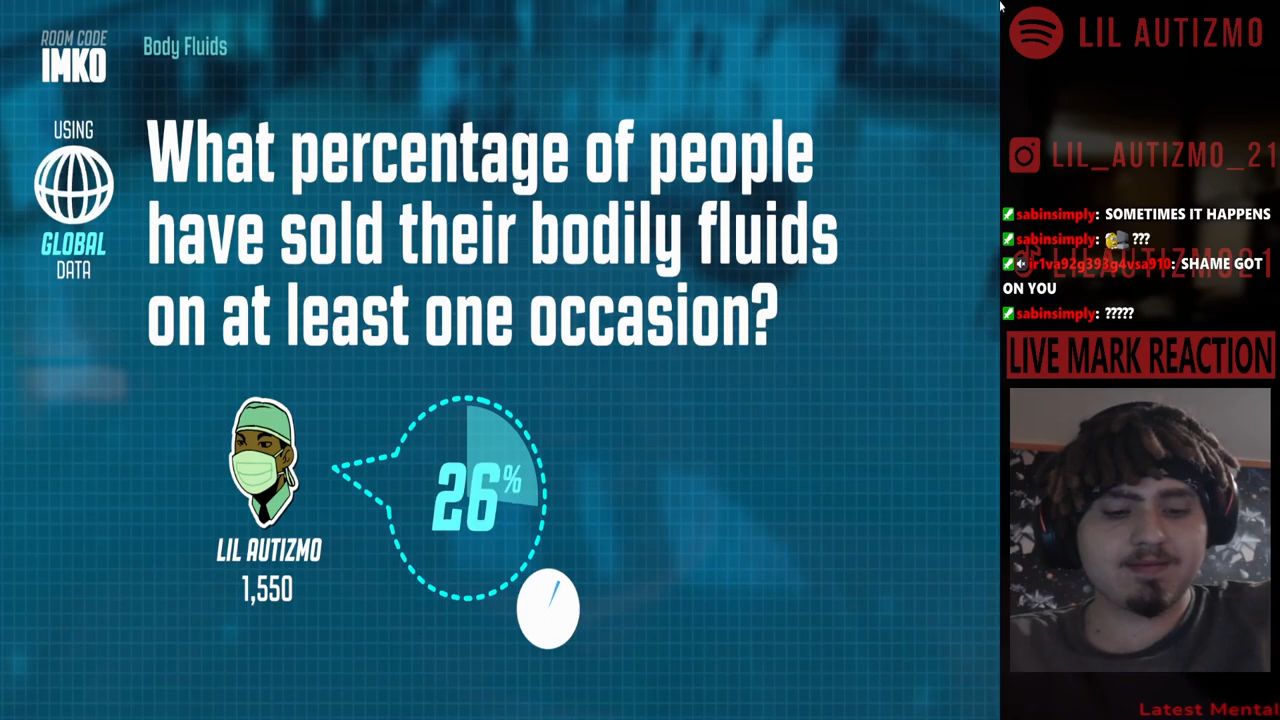 ROOM CODE
IMKO
Body Fluids
USING
GLOBAL
DATA
What percentage of people
have sold their bodily fluids
on at least one occasion?
26%
LIL AUTIZMO
1,550
LIL AUTIZMO
LIL_AUTIZMO_21
sabinsimply: SOMETIMES IT HAPPENS
sabinsimply: ???
LILAUTIZMO21
ir1va92g393g4vsa910: SHAME GOT
ON YOU
sabinsimply: ?????
LIVE MARK REACTION
Latest Mental